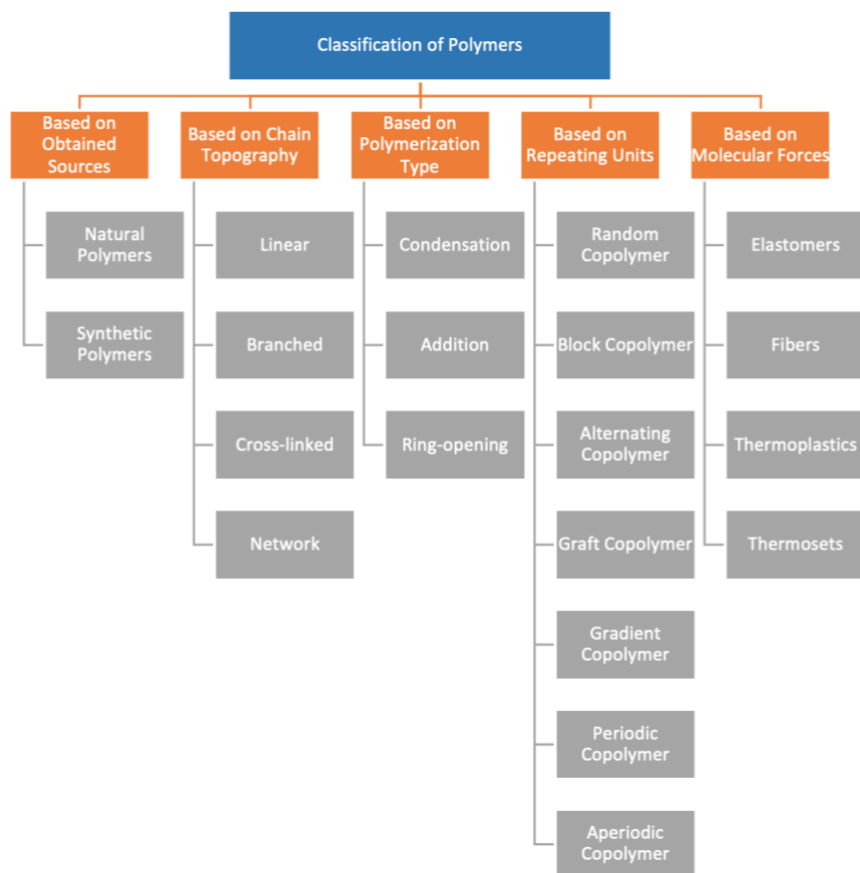 Classification of Polymers
Based on
Obtained
Sources
Natural
Polymers
Synthetic
Polymers
Based on Chain
Topography
Linear
Branched
Cross-linked
Network
Based on
Polymerization
Type
Condensation
Addition
Ring-opening
Based on
Repeating Units
Random
Copolymer
Block Copolymer
Alternating
Copolymer
Graft Copolymer
Gradient
Copolymer
Periodic
Copolymer
Aperiodic
Copolymer
Based on
Molecular Forces
Elastomers
Fibers
Thermoplastics
Thermosets